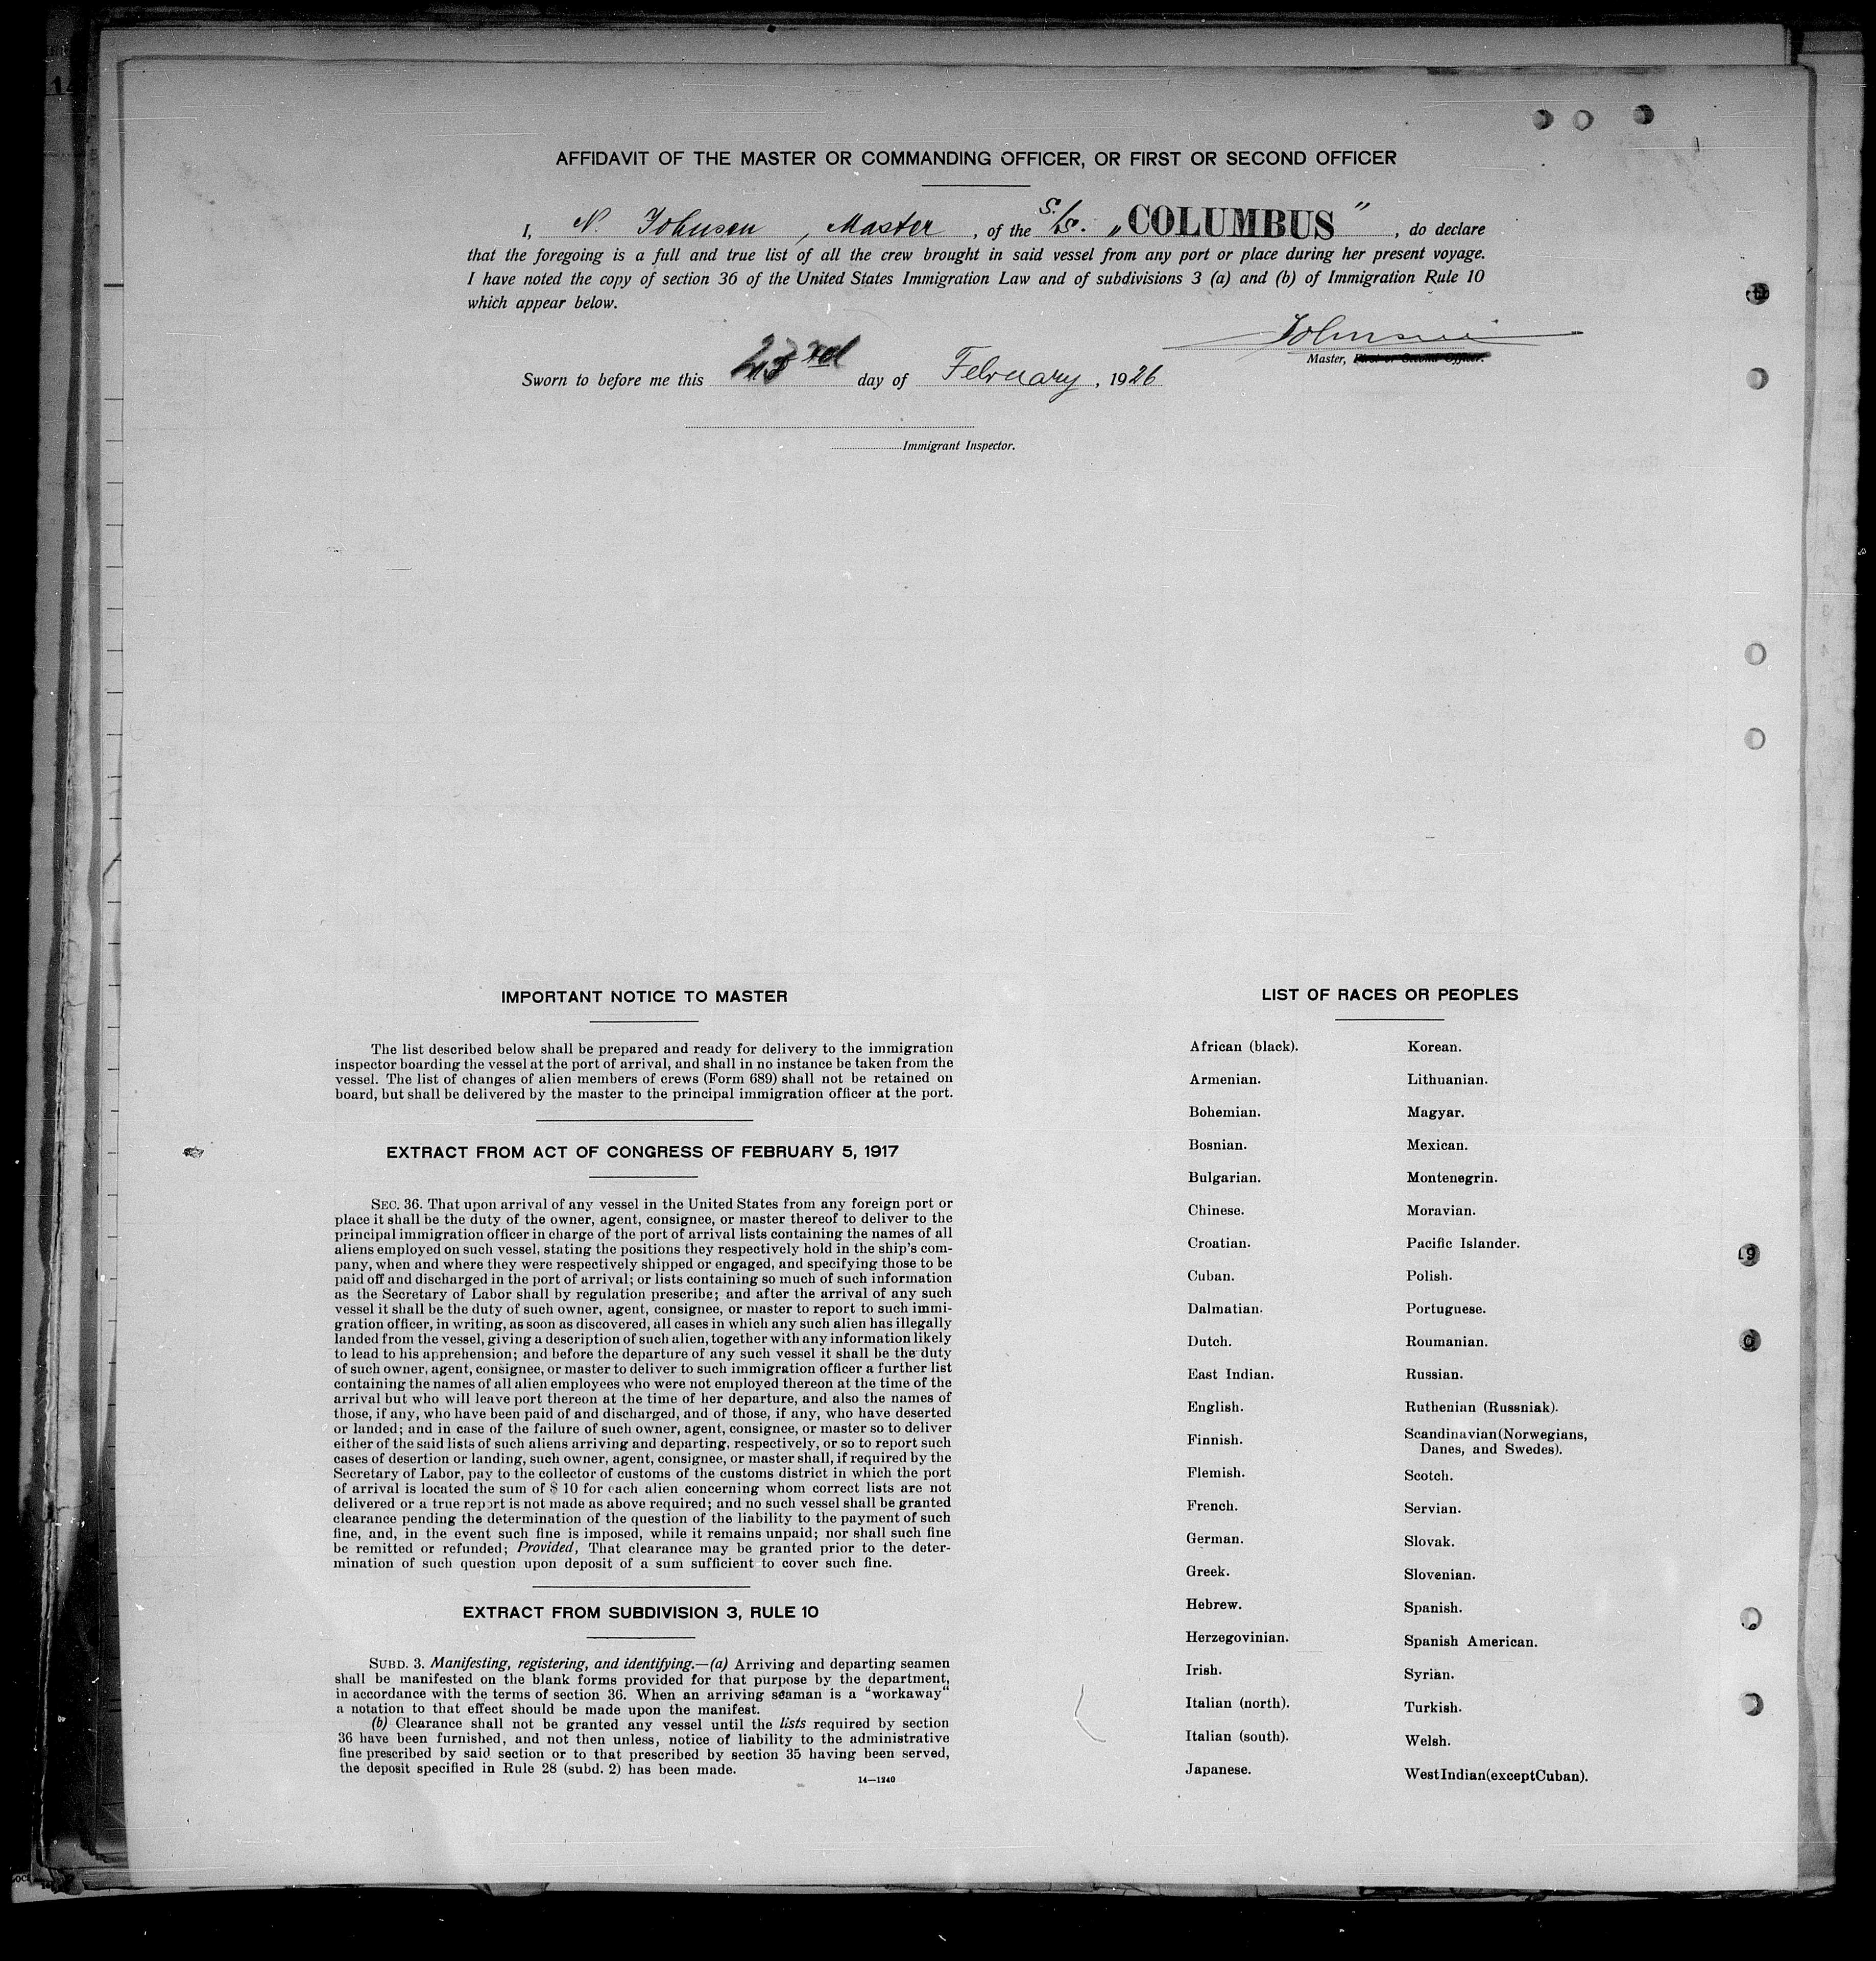 AFFIDAVIT OF THE MASTER OR COMMANDING OFFICER, OR FIRST OR SECOND OFFICER
I, N. Johnsen, Master, of the S/S. „COLUMBUS”, do declare
that the foregoing is a full and true list of all the crew brought in said vessel from any port or place during her present voyage.
I have noted the copy of section 36 of the United States Immigration Law and of subdivisions 3 (a) and (b) of Immigration Rule 10
which appear below.
Johnsen
Master, First or Second Officer.
Sworn to before me this 23rd day of February, 1926
Immigrant Inspector.
IMPORTANT NOTICE TO MASTER
The list described below shall be prepared and ready for delivery to the immigration
inspector boarding the vessel at the port of arrival, and shall in no instance be taken from the
vessel. The list of changes of alien members of crews (Form 689) shall not be retained on
board, but shall be delivered by the master to the principal immigration officer at the port.
EXTRACT FROM ACT OF CONGRESS OF FEBRUARY 5, 1917
SEC. 36. That upon arrival of any vessel in the United States from any foreign port or
place it shall be the duty of the owner, agent, consignee, or master thereof to deliver to the
principal immigration officer in charge of the port of arrival lists containing the names of all
aliens employed on such vessel, stating the positions they respectively hold in the ship's com-
pany, when and where they were respectively shipped or engaged, and specifying those to be
paid off and discharged in the port of arrival; or lists containing so much of such information
as the Secretary of Labor shall by regulation prescribe; and after the arrival of any such
vessel it shall be the duty of such owner, agent, consignee, or master to report to such immi-
gration officer, in writing, as soon as discovered, all cases in which any such alien has illegally
landed from the vessel, giving a description of such alien, together with any information likely
to lead to his apprehension; and before the departure of any such vessel it shall be the duty
of such owner, agent, consignee, or master to deliver to such immigration officer a further list
containing the names of all alien employees who were not employed thereon at the time of the
arrival but who will leave port thereon at the time of her departure, and also the names of
those, if any, who have been paid of and discharged, and of those, if any, who have deserted
or landed; and in case of the failure of such owner, agent, consignee, or master so to deliver
either of the said lists of such aliens arriving and departing, respectively, or so to report such
cases of desertion or landing, such owner, agent, consignee, or master shall, if required by the
Secretary of Labor, pay to the collector of customs of the customs district in which the port
of arrival is located the sum of $ 10 for each alien concerning whom correct lists are not
delivered or a true report is not made as above required; and no such vessel shall be granted
clearance pending the determination of the question of the liability to the payment of such
fine, and, in the event such fine is imposed, while it remains unpaid; nor shall such fine
be remitted or refunded; Provided, That clearance may be granted prior to the deter-
mination of such question upon deposit of a sum sufficient to cover such fine.
EXTRACT FROM SUBDIVISION 3, RULE 10
SUBD. 3. Manifesting, registering, and identifying.—(a) Arriving and departing seamen
shall be manifested on the blank forms provided for that purpose by the department,
in accordance with the terms of section 36. When an arriving seaman is a “workaway“
a notation to that effect should be made upon the manifest.
(b) Clearance shall not be granted any vessel until the lists required by section
36 have been furnished, and not then unless, notice of liability to the administrative
fine prescribed by said section or to that prescribed by section 35 having been served,
the deposit specified in Rule 28 (subd. 2) has been made.
14—1240
LIST OF RACES OR PEOPLES
African (black).
Armenian.
Bohemian.
Bosnian.
Bulgarian.
Chinese.
Croatian.
Cuban.
Dalmatian.
Dutch.
East Indian.
English.
Finnish.
Flemish.
French.
German.
Greek.
Hebrew.
Herzegovinian.
Irish.
Italian (north).
Italian (south).
Japanese.
Korean.
Lithuanian.
Magyar.
Mexican.
Montenegrin.
Moravian.
Pacific Islander.
Polish.
Portuguese.
Roumanian.
Russian.
Ruthenian (Russniak).
Scandinavian(Norwegians,
Danes, and Swedes).
Scotch.
Servian.
Slovak.
Slovenian.
Spanish.
Spanish American.
Syrian.
Turkish.
Welsh.
WestIndian(exceptCuban).